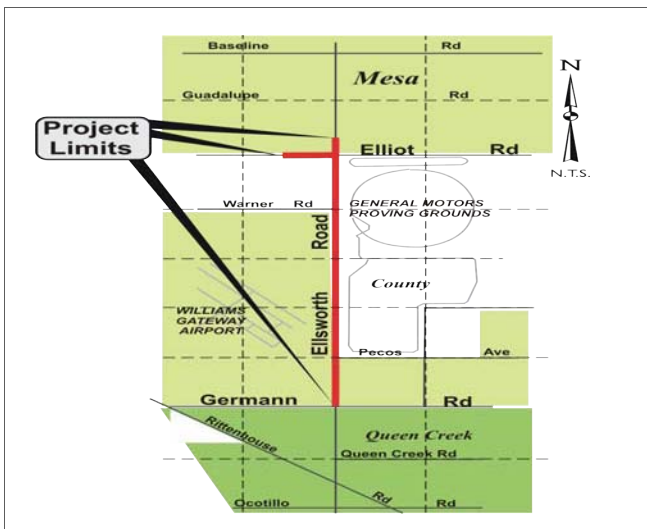 Baseline Rd
Mesa
Guadalupe Rd
N
Project
Limits
Elliot Rd
N.T.S.
Warner Rd
GENERAL MOTORS
PROVING GROUNDS
Ellsworth Road
County
WILLIAMS
GATEWAY
AIRPORT
Pecos Ave
Germann Rd
Rittenhouse Rd
Queen Creek
Queen Creek Rd
Ocotillo Rd